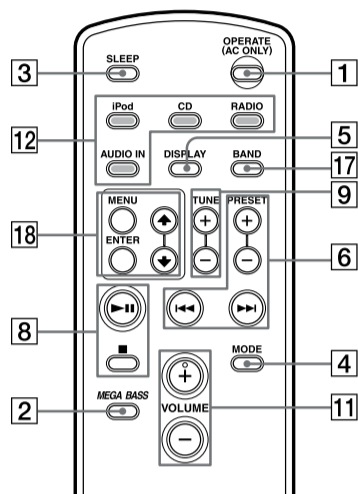 OPERATE
(AC ONLY)
SLEEP
3
1
iPod CD RADIO
12
5
AUDIO IN DISPLAY BAND
17
9
MENU TUNE PRESET
+ +
18
ENTER
− −
6
8
MODE
4
MEGA BASS
2
+
VOLUME
11
−